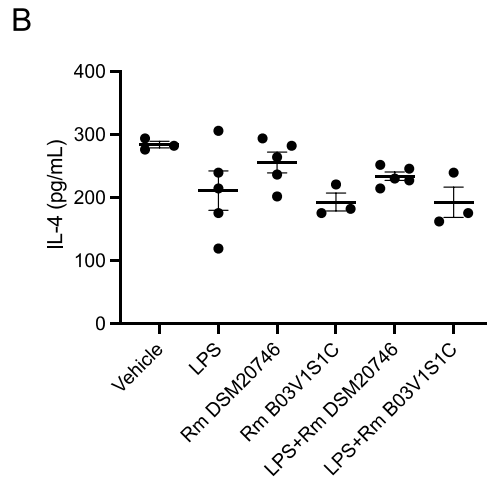 B
IL-4 (pg/mL)
400
300
200
100
0
Vehicle
LPS
Rm DSM20746
Rm B03V1S1C
LPS+Rm DSM20746
LPS+Rm B03V1S1C